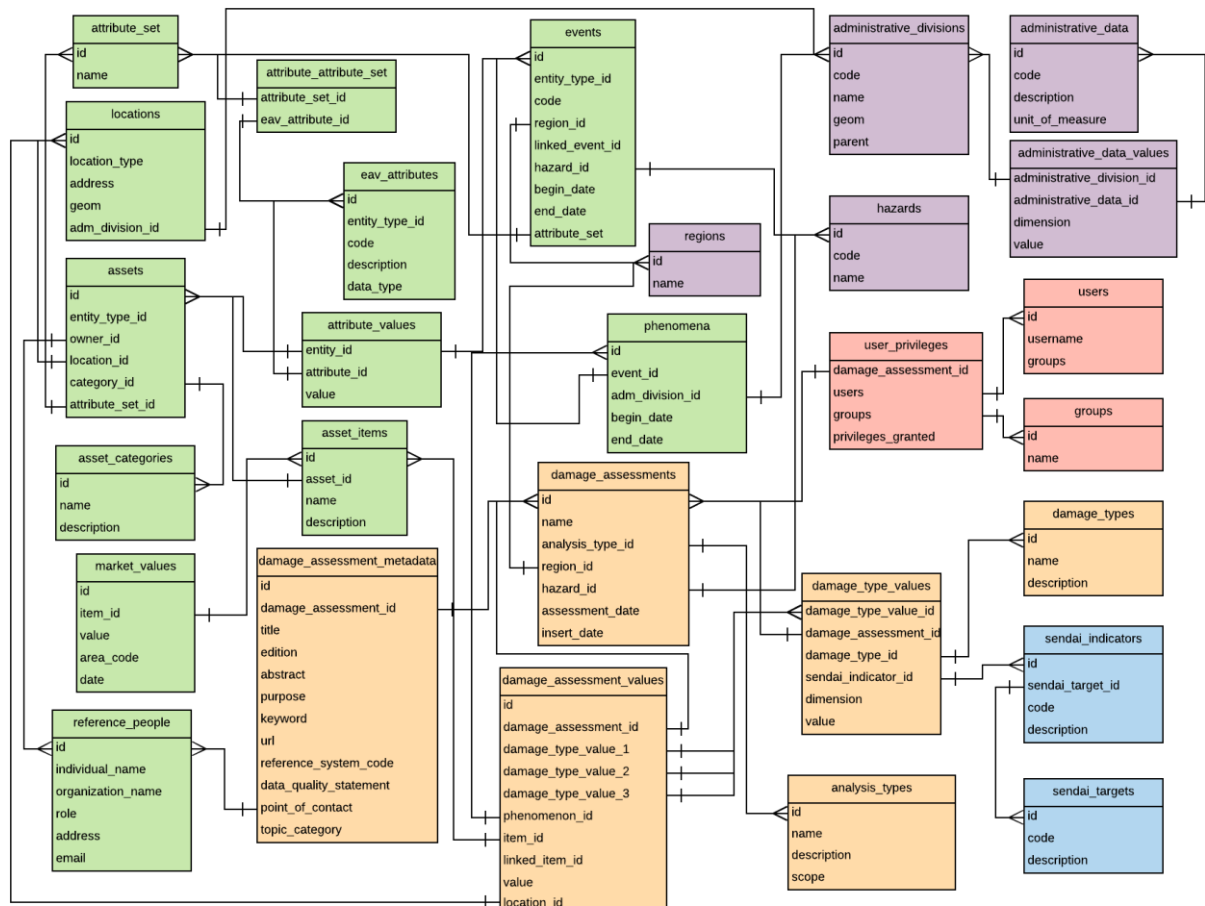 attribute_set
id
name
locations
id
location_type
address
geom
adm_division_id
assets
id
entity_type_id
owner_id
location_id
category_id
attribute_set_id
asset_categories
id
name
description
market_values
id
item_id
value
area_code
date
reference_people
id
individual_name
organization_name
role
address
email
attribute_attribute_set
attribute_set_id
eav_attribute_id
eav_attributes
id
entity_type_id
code
description
data_type
attribute_values
entity_id
attribute_id
value
asset_items
id
asset_id
name
description
damage_assessment_metadata
id
damage_assessment_id
title
edition
abstract
purpose
keyword
url
reference_system_code
data_quality_statement
point_of_contact
topic_category
events
id
entity_type_id
code
region_id
linked_event_id
hazard_id
begin_date
end_date
attribute_set
regions
id
name
phenomena
id
event_id
adm_division_id
begin_date
end_date
damage_assessments
id
name
analysis_type_id
region_id
hazard_id
assessment_date
insert_date
damage_assessment_values
id
damage_assessment_id
damage_type_value_1
damage_type_value_2
damage_type_value_3
phenomenon_id
item_id
linked_item_id
value
location_id
administrative_divisions
id
code
name
geom
parent
hazards
id
code
name
user_privileges
damage_assessment_id
users
groups
privileges_granted
damage_type_values
damage_type_value_id
damage_assessment_id
damage_type_id
sendai_indicator_id
dimension
value
analysis_types
id
name
description
scope
administrative_data
id
code
description
unit_of_measure
administrative_data_values
administrative_division_id
administrative_data_id
dimension
value
users
id
username
groups
groups
id
name
damage_types
id
name
description
sendai_indicators
id
sendai_target_id
code
description
sendai_targets
id
code
description